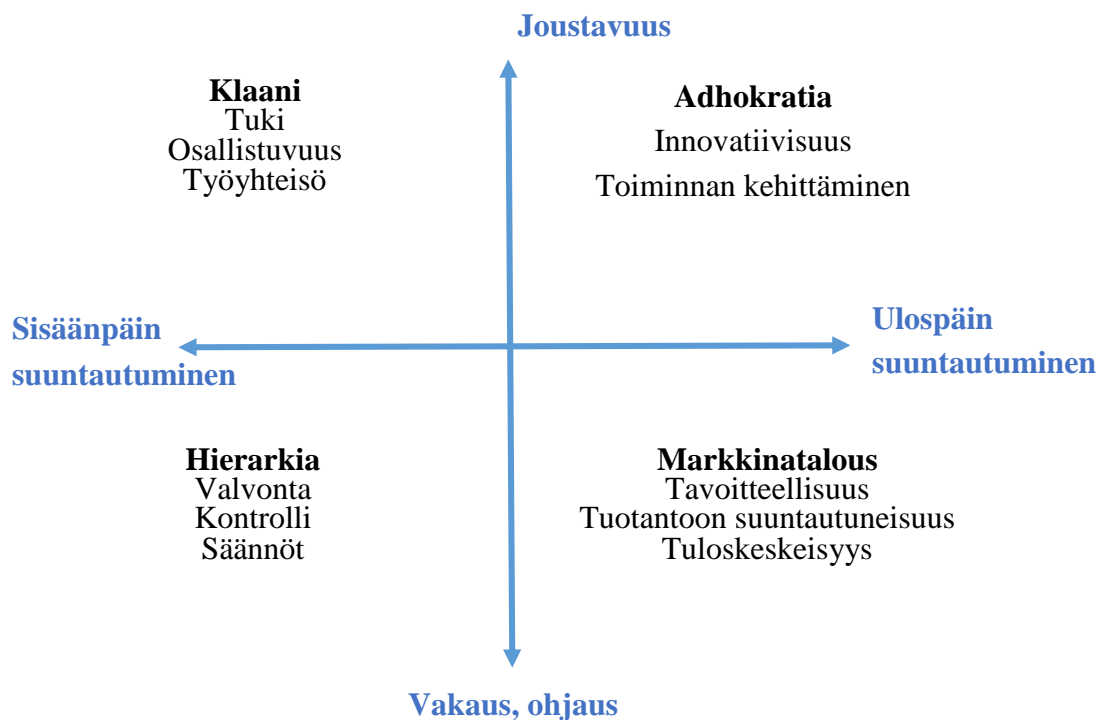 Joustavuus
Klaani
Tuki
Osallistuvuus
Työyhteisö
Adhokratia
Innovatiivisuus
Toiminnan kehittäminen
Sisäänpäin
suuntautuminen
Ulospäin
suuntautuminen
Hierarkia
Valvonta
Kontrolli
Säännöt
Markkinatalous
Tavoitteellisuus
Tuotantoon suuntautuneisuus
Tuloskeskeisyys
Vakaus, ohjaus